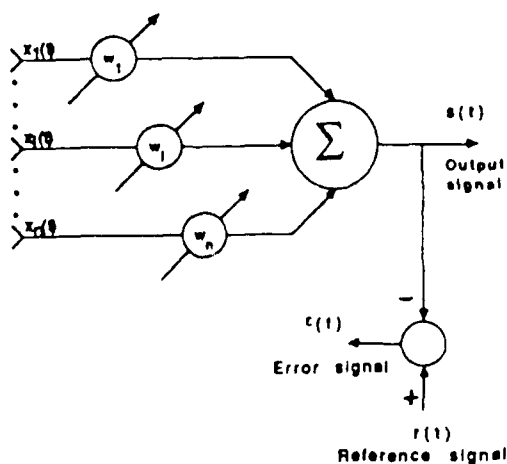 x₁(t)
w₁
xᵢ(t)
wᵢ
xₙ(t)
wₙ
Σ
s(t)
Output
signal
−
ε(t)
Error signal
+
r(t)
Reference signal